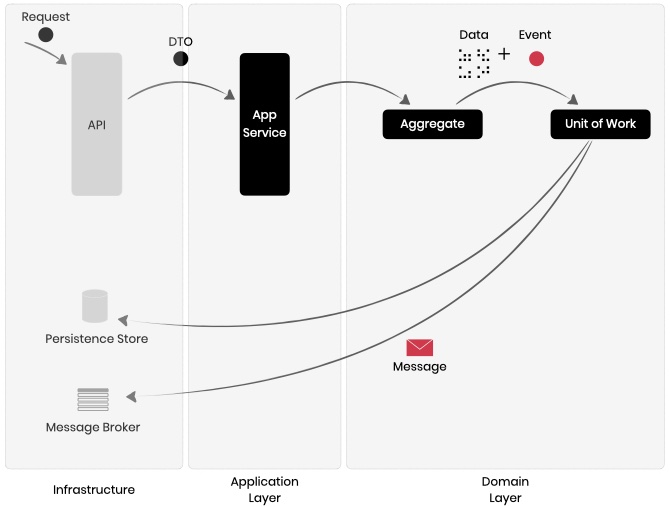 Request
DTO
Data
Event
+
API
App
Service
Aggregate
Unit of Work
Persistence Store
Message
Message Broker
Infrastructure
Application
Layer
Domain
Layer